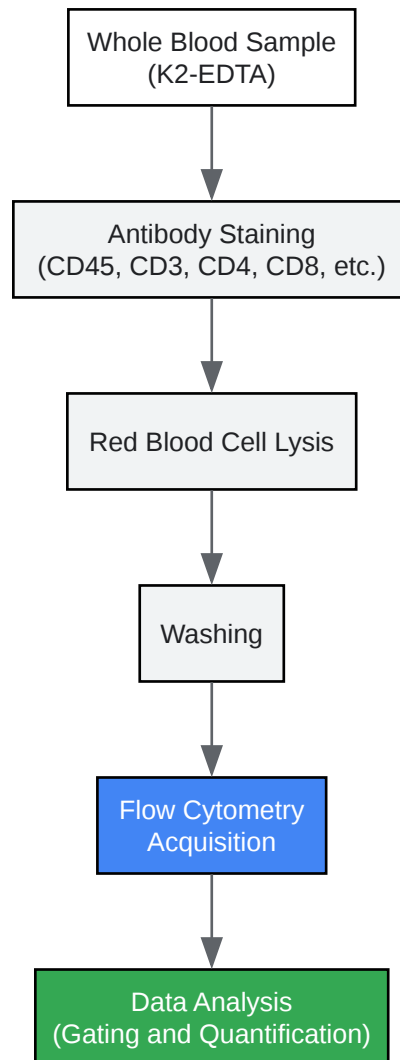 Whole Blood Sample
(K2-EDTA)
Antibody Staining
(CD45, CD3, CD4, CD8, etc.)
Red Blood Cell Lysis
Washing
Flow Cytometry
Acquisition
Data Analysis
(Gating and Quantification)